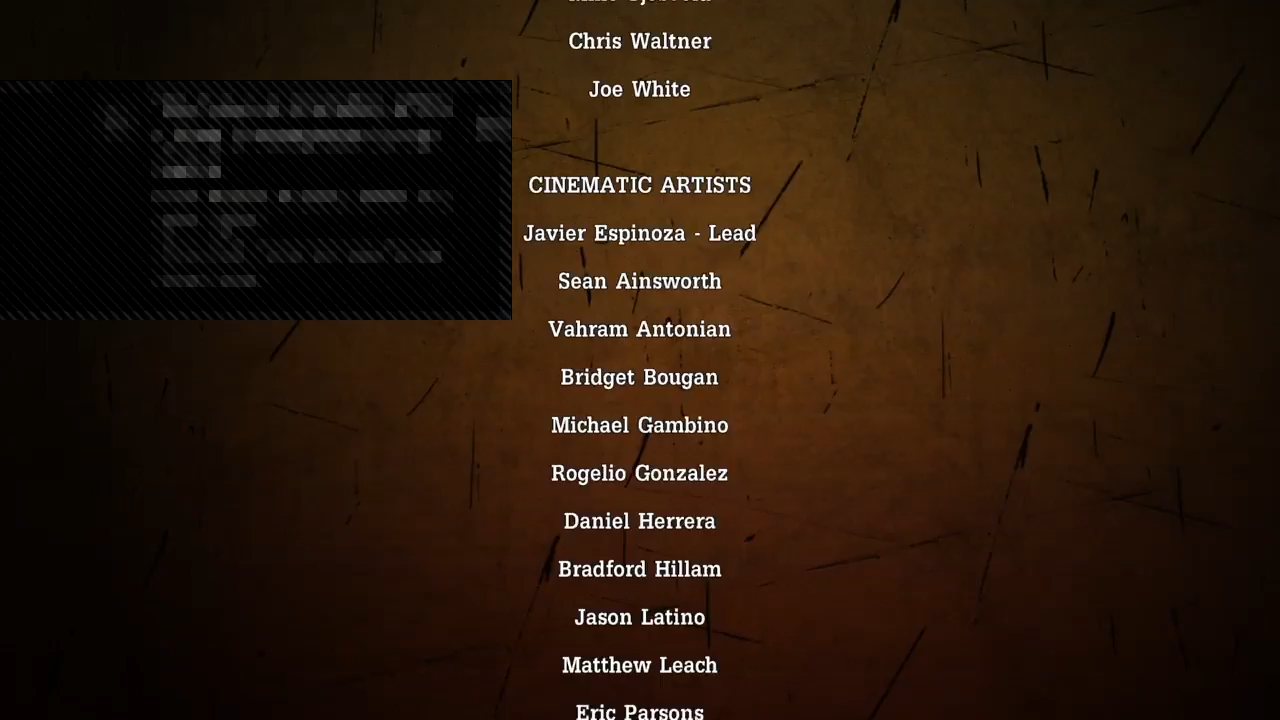 Chris Waltner
Joe White
CINEMATIC ARTISTS
Javier Espinoza - Lead
Sean Ainsworth
Vahram Antonian
Bridget Bougan
Michael Gambino
Rogelio Gonzalez
Daniel Herrera
Bradford Hillam
Jason Latino
Matthew Leach
Eric Parsons